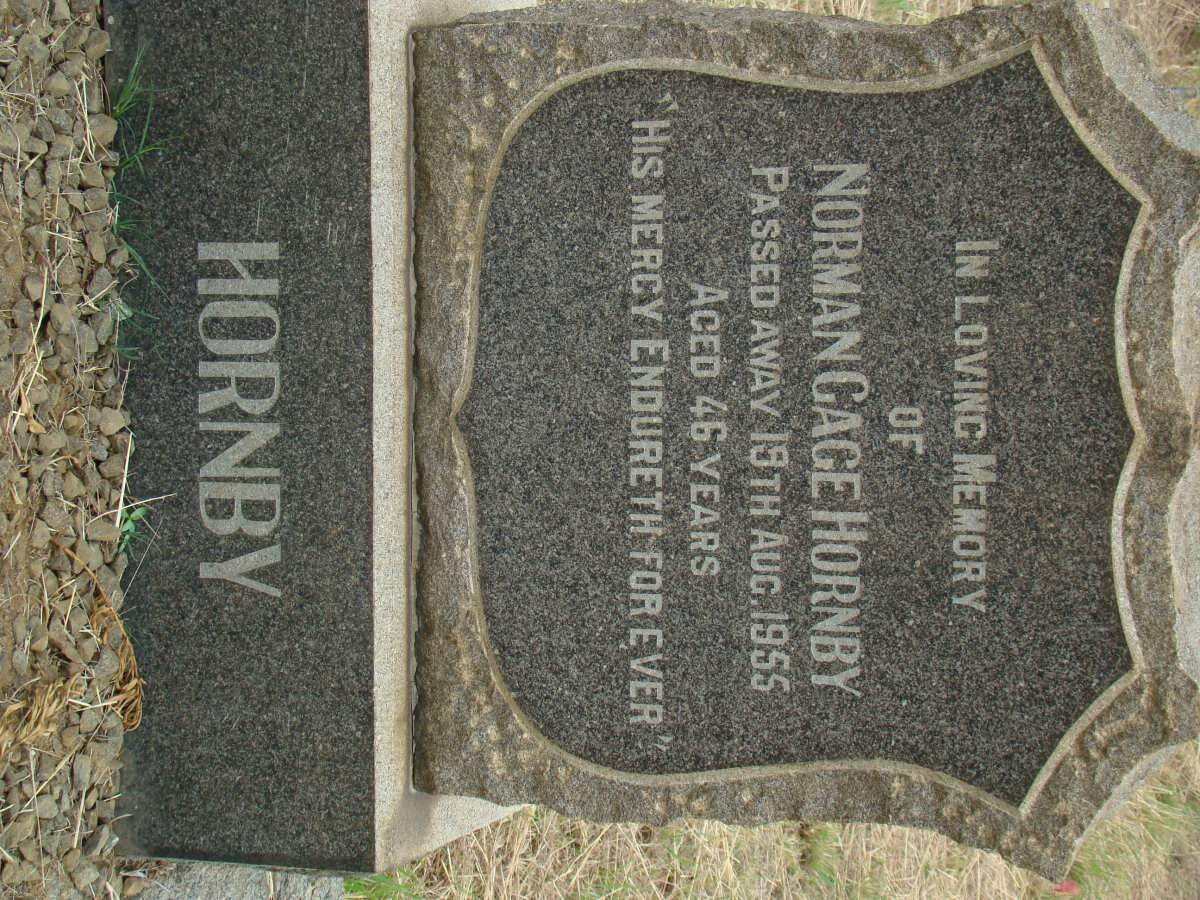 IN LOVING MEMORY
OF
NORMAN GAGE HORNBY
PASSED AWAY 19TH AUG. 1955
AGED 46 YEARS
"HIS MERCY ENDURETH FOR EVER"
HORNBY